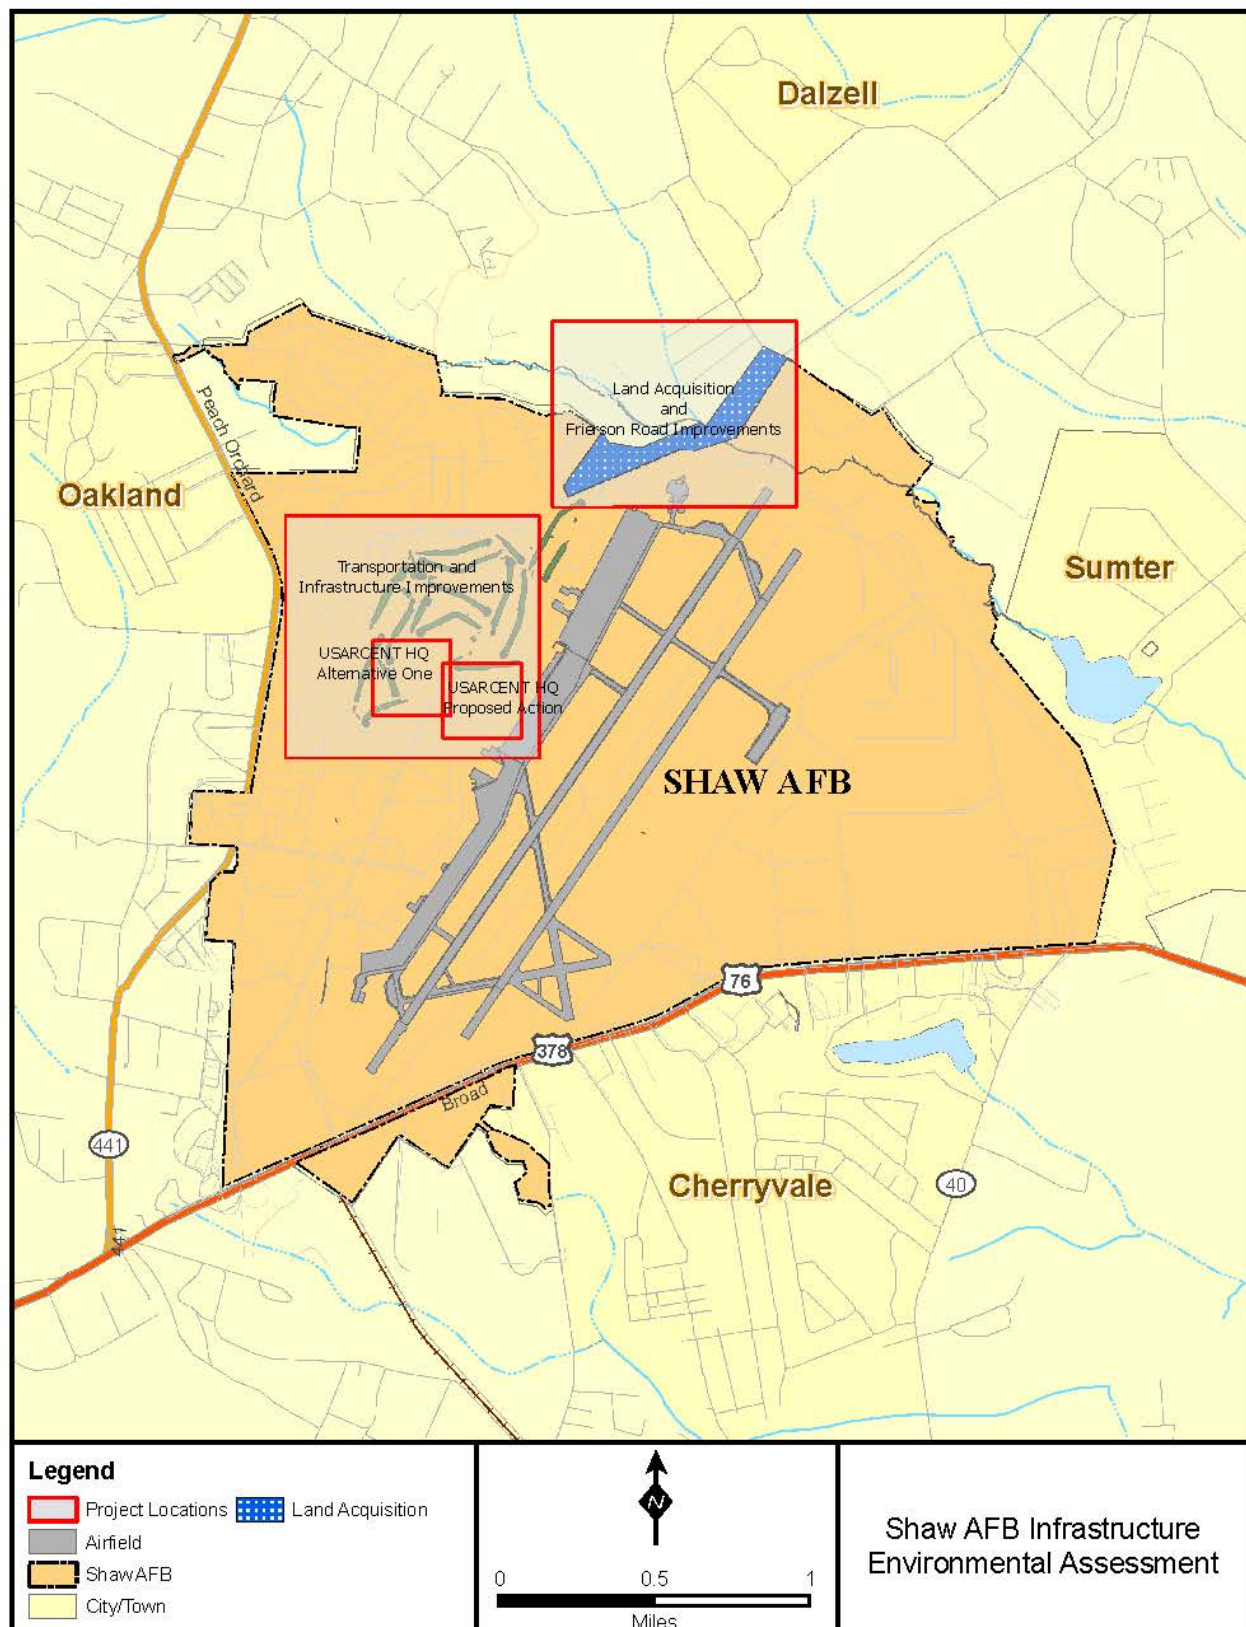 Dalzell
Land Acquisition
and
Frierson Road Improvements
Peach Orchard
Oakland
Transportation and
Infrastructure Improvements
Sumter
USARCENT HQ
Alternative One
USARCENT HQ
Proposed Action
SHAW AFB
76
378
Broad
441
Cherryvale
40
441
Legend
Project Locations
Land Acquisition
Airfield
Shaw AFB
City/Town
N
0 0.5 1
Miles
Shaw AFB Infrastructure
Environmental Assessment